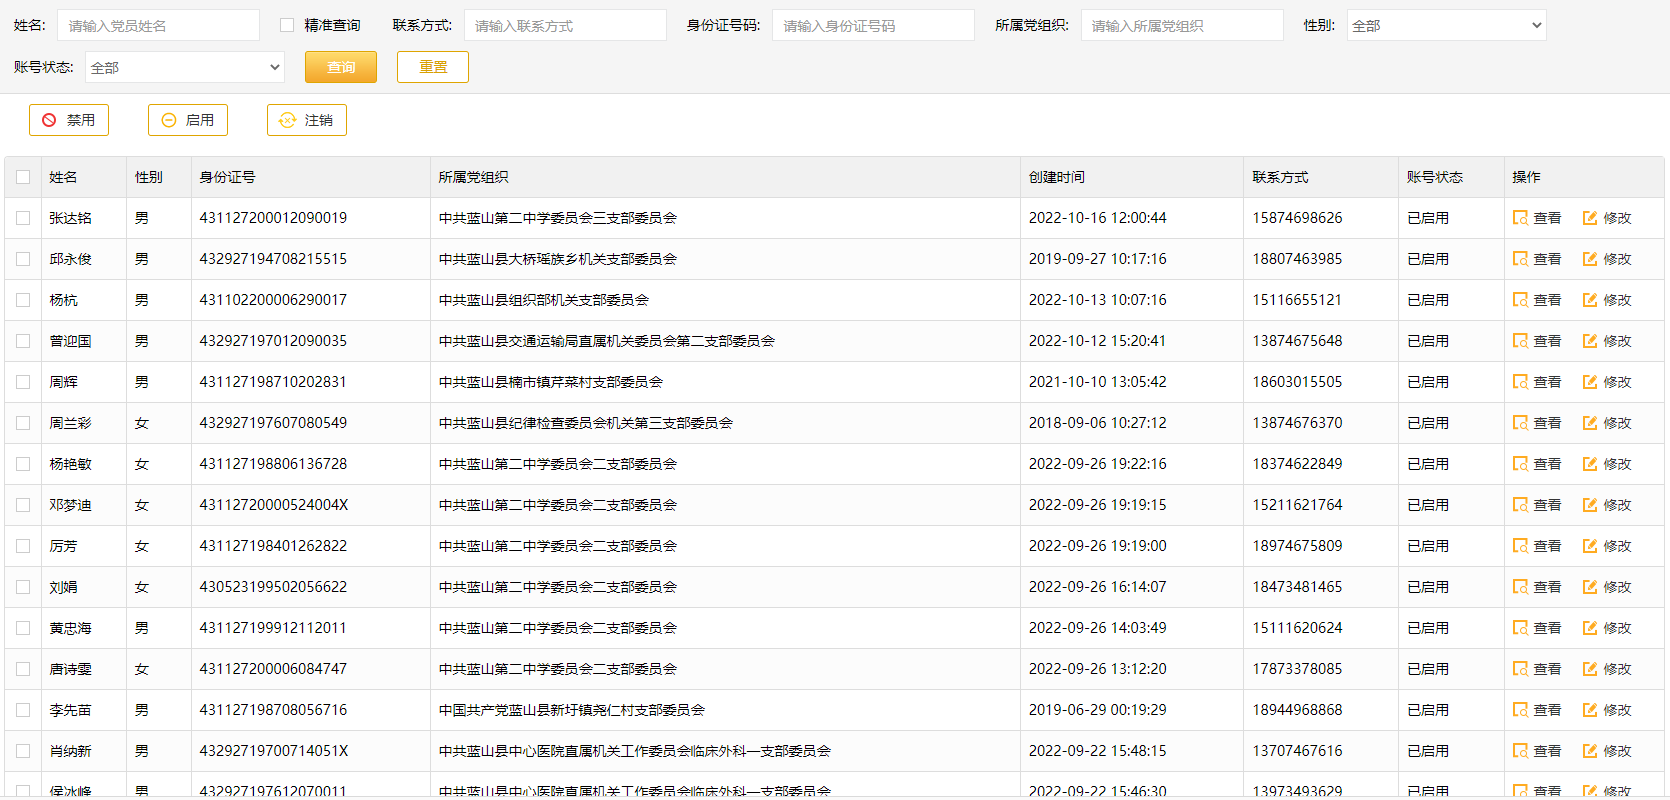 姓名: 请输入党员姓名 精准查询 联系方式: 请输入联系方式 身份证号码: 请输入身份证号码 所属党组织: 请输入所属党组织 性别: 全部
账号状态: 全部 查询 重置
禁用 启用 注销
姓名 性别 身份证号 所属党组织 创建时间 联系方式 账号状态 操作
张达铭 男 431127200012090019 中共蓝山第二中学委员会三支部委员会 2022-10-16 12:00:44 15874698626 已启用 查看 修改
邱永俊 男 432927194708215515 中共蓝山县大桥瑶族乡机关支部委员会 2019-09-27 10:17:16 18807463985 已启用 查看 修改
杨杭 男 431102200006290017 中共蓝山县组织部机关支部委员会 2022-10-13 10:07:16 15116655121 已启用 查看 修改
曾迎国 男 432927197012090035 中共蓝山县交通运输局直属机关委员会第二支部委员会 2022-10-12 15:20:41 13874675648 已启用 查看 修改
周辉 男 431127198710202831 中共蓝山县楠市镇芹菜村支部委员会 2021-10-10 13:05:42 18603015505 已启用 查看 修改
周兰彩 女 432927197607080549 中共蓝山县纪律检查委员会机关第三支部委员会 2018-09-06 10:27:12 13874676370 已启用 查看 修改
杨艳敏 女 431127198806136728 中共蓝山第二中学委员会二支部委员会 2022-09-26 19:22:16 18374622849 已启用 查看 修改
邓梦迪 女 43112720000524004X 中共蓝山第二中学委员会二支部委员会 2022-09-26 19:19:15 15211621764 已启用 查看 修改
厉芳 女 431127198401262822 中共蓝山第二中学委员会二支部委员会 2022-09-26 19:19:00 18974675809 已启用 查看 修改
刘娟 女 430523199502056622 中共蓝山第二中学委员会二支部委员会 2022-09-26 16:14:07 18473481465 已启用 查看 修改
黄忠海 男 431127199912112011 中共蓝山第二中学委员会二支部委员会 2022-09-26 14:03:49 15111620624 已启用 查看 修改
唐诗雯 女 431127200006084747 中共蓝山第二中学委员会二支部委员会 2022-09-26 13:12:20 17873378085 已启用 查看 修改
李先苗 男 431127198708056716 中国共产党蓝山县新圩镇尧仁村支部委员会 2019-06-29 00:19:29 18944968868 已启用 查看 修改
肖纳新 男 43292719700714051X 中共蓝山县中心医院直属机关工作委员会临床外科一支部委员会 2022-09-22 15:48:15 13707467616 已启用 查看 修改
侯冰峰 男 432927197612070011 中共蓝山县中心医院直属机关工作委员会临床外科一支部委员会 2022-09-22 15:46:30 13973493629 已启用 查看 修改